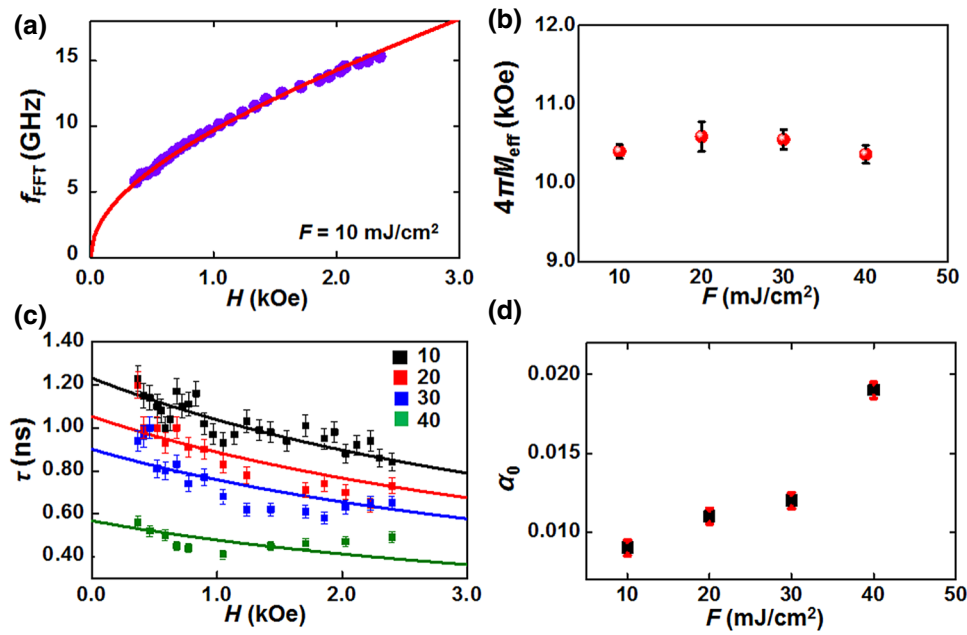 (a)
15
10
5
0
f_FFT (GHz)
F = 10 mJ/cm²
0.0 1.0 2.0 3.0
H (kOe)
(b)
12.0
11.0
10.0
9.0
4πM_eff (kOe)
10 20 30 40 50
F (mJ/cm²)
(c)
1.40
1.20
1.00
0.80
0.60
0.40
τ (ns)
10
20
30
40
0.0 1.0 2.0 3.0
H (kOe)
(d)
0.020
0.015
0.010
α₀
10 20 30 40 50
F (mJ/cm²)